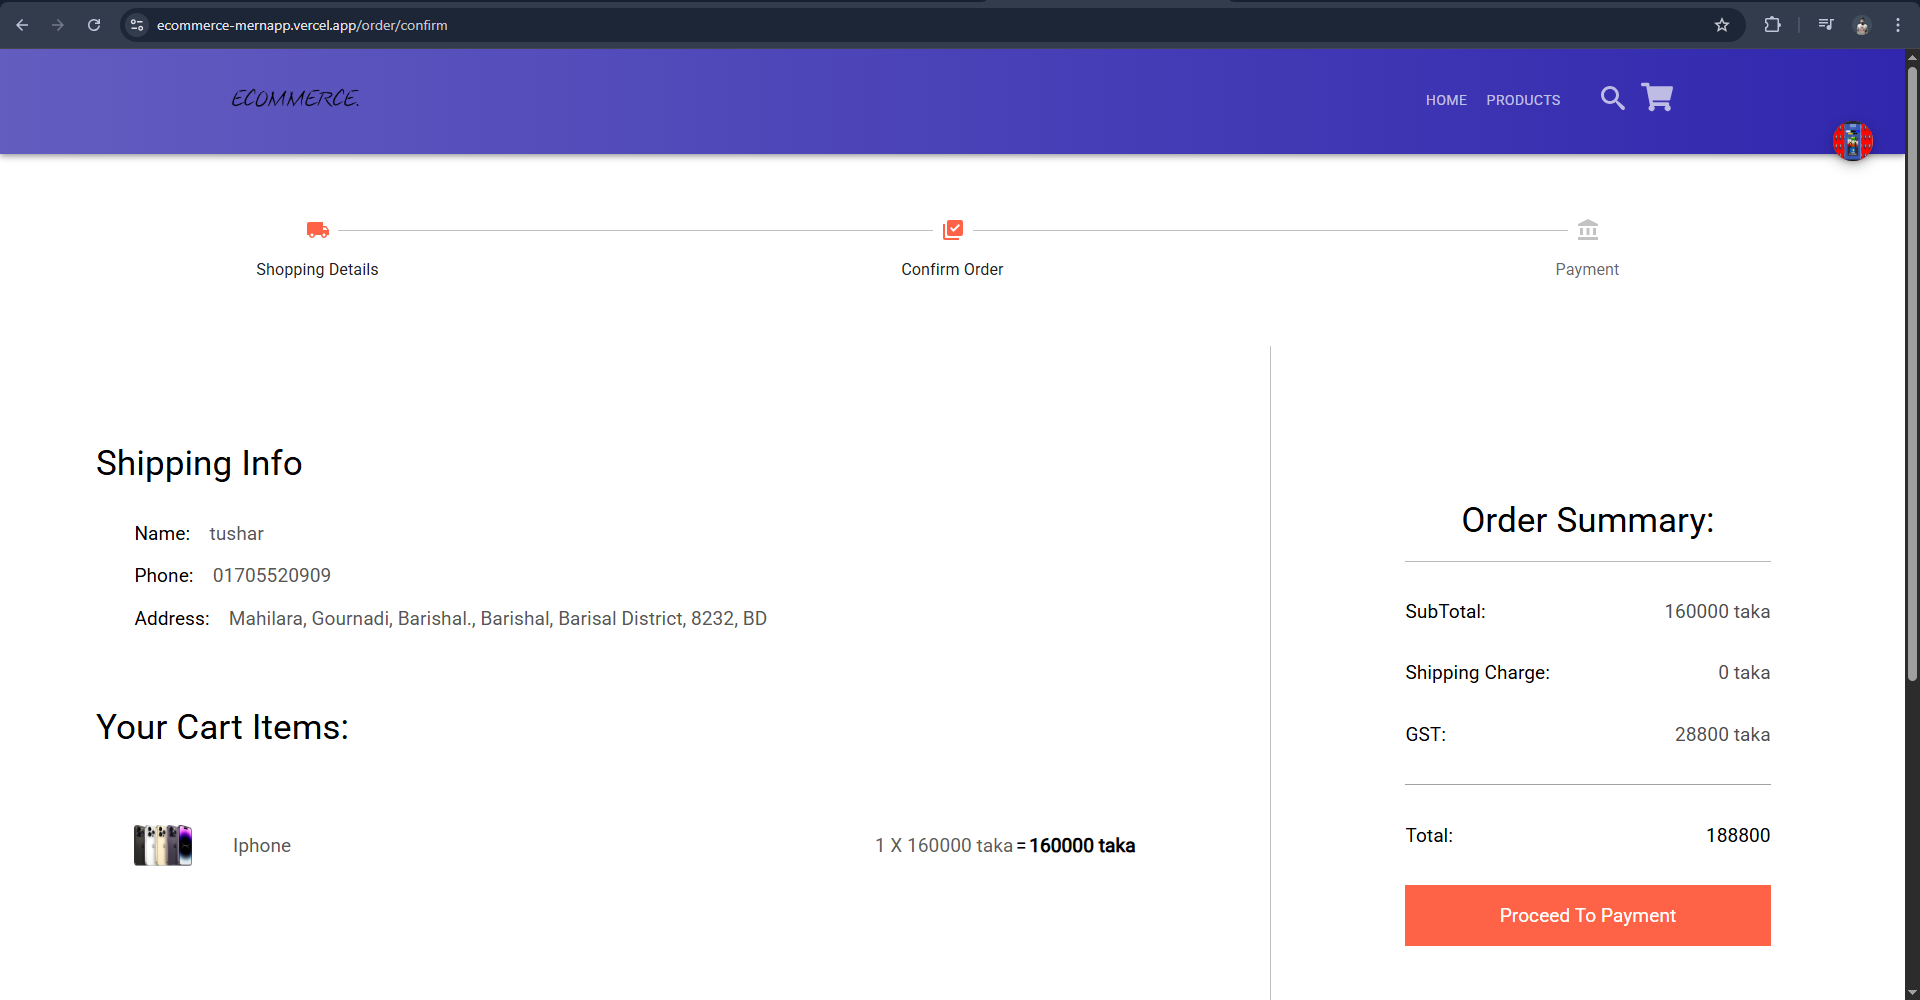 ecommerce-mernapp.vercel.app/order/confirm
ECOMMERCE.
HOME PRODUCTS
Shopping Details
Confirm Order
Payment
Shipping Info
Name: tushar
Phone: 01705520909
Address: Mahilara, Gournadi, Barishal., Barishal, Barisal District, 8232, BD
Your Cart Items:
Iphone 1 X 160000 taka = 160000 taka
Order Summary:
SubTotal: 160000 taka
Shipping Charge: 0 taka
GST: 28800 taka
Total: 188800
Proceed To Payment